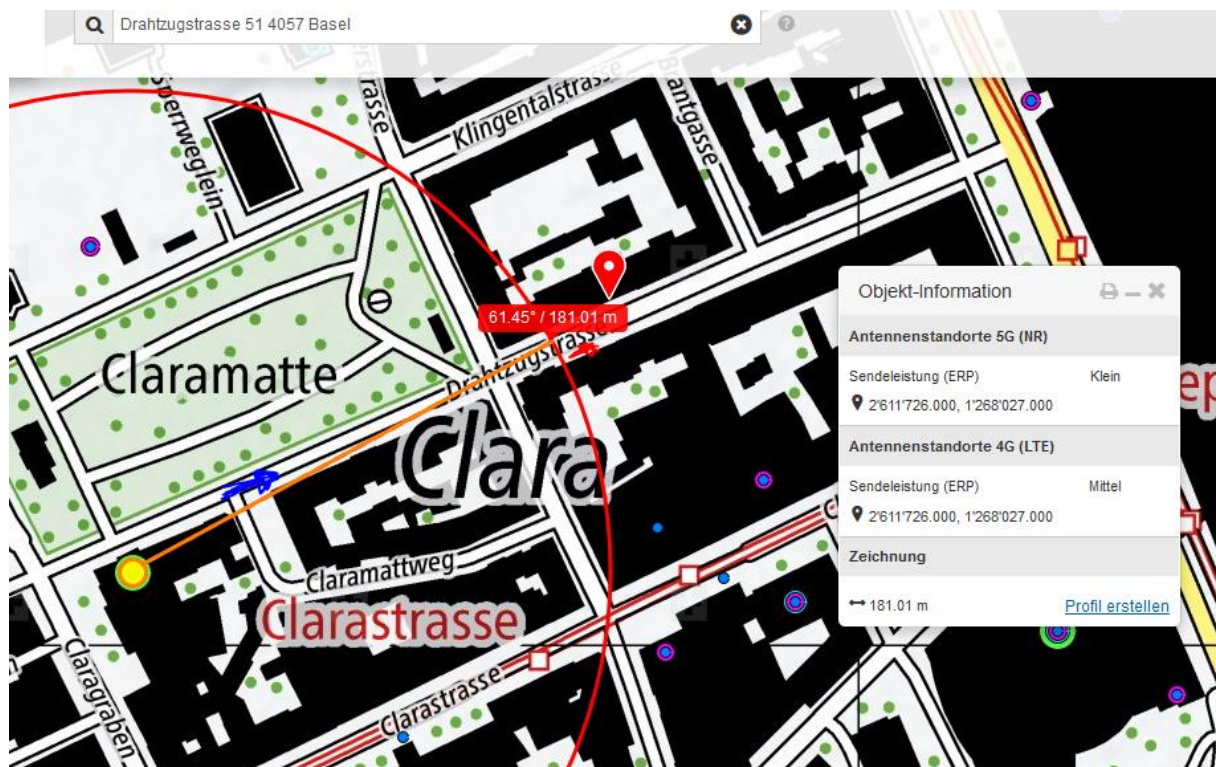 Drahtzugstrasse 51 4057 Basel
Sperrweglein
Klingentalstrasse
Brantgasse
61.45° / 181.01 m
Drahtzugstrasse
Claramatte
Clara
Claramattweg
Clarastrasse
Clarastrasse
Claragraben
Objekt-Information
Antennenstandorte 5G (NR)
Sendeleistung (ERP) Klein
2'611'726.000, 1'268'027.000
Antennenstandorte 4G (LTE)
Sendeleistung (ERP) Mittel
2'611'726.000, 1'268'027.000
Zeichnung
181.01 m Profil erstellen